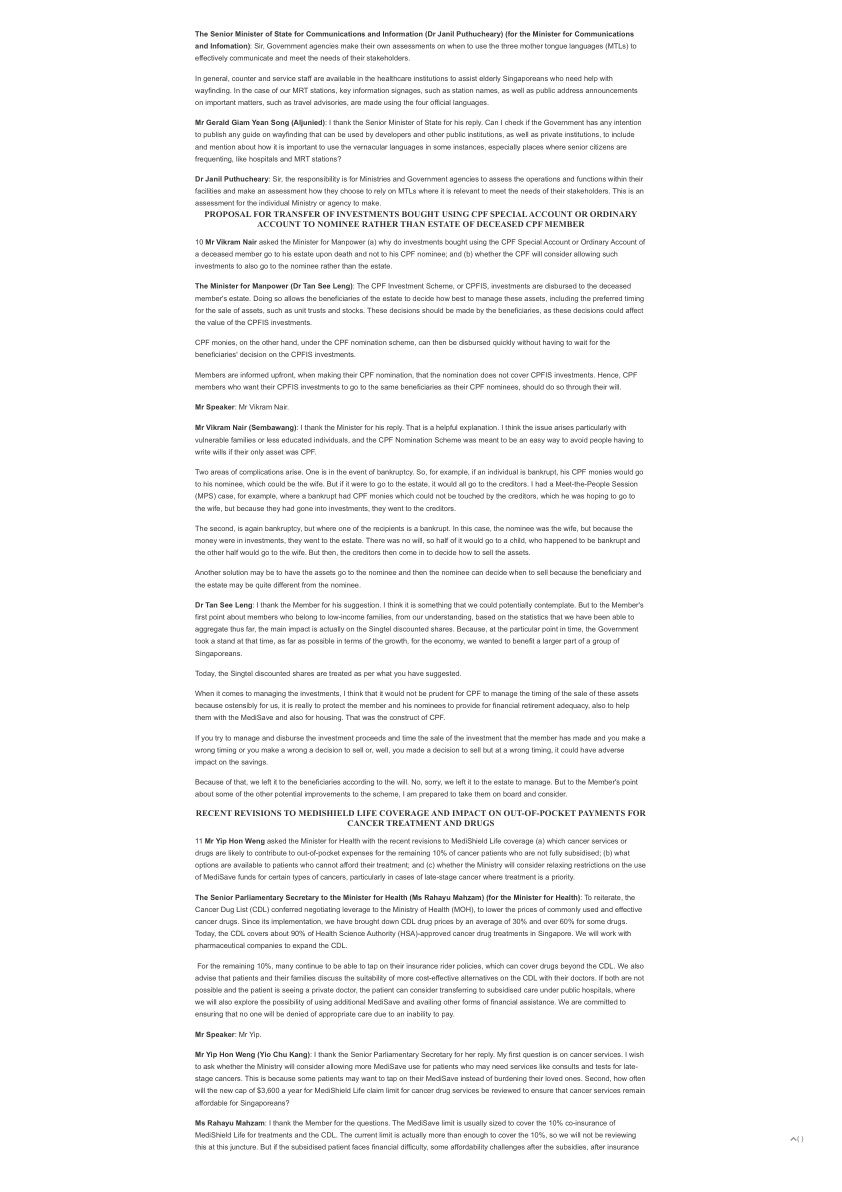 The Senior Minister of State for Communications and Information (Dr Janil Puthucheary) (for the Minister for Communications
and Infomation): Sir, Government agencies make their own assessments on when to use the three mother tongue languages (MTLs) to
effectively communicate and meet the needs of their stakeholders.
In general, counter and service staff are available in the healthcare institutions to assist elderly Singaporeans who need help with
wayfinding. In the case of our MRT stations, key information signages, such as station names, as well as public address announcements
on important matters, such as travel advisories, are made using the four official languages.
Mr Gerald Giam Yean Song (Aljunied): I thank the Senior Minister of State for his reply. Can I check if the Government has any intention
to publish any guide on wayfinding that can be used by developers and other public institutions, as well as private institutions, to include
and mention about how it is important to use the vernacular languages in some instances, especially places where senior citizens are
frequenting, like hospitals and MRT stations?
Dr Janil Puthucheary: Sir, the responsibility is for Ministries and Government agencies to assess the operations and functions within their
facilities and make an assessment how they choose to rely on MTLs where it is relevant to meet the needs of their stakeholders. This is an
assessment for the individual Ministry or agency to make.
PROPOSAL FOR TRANSFER OF INVESTMENTS BOUGHT USING CPF SPECIAL ACCOUNT OR ORDINARY
ACCOUNT TO NOMINEE RATHER THAN ESTATE OF DECEASED CPF MEMBER
10 Mr Vikram Nair asked the Minister for Manpower (a) why do investments bought using the CPF Special Account or Ordinary Account of
a deceased member go to his estate upon death and not to his CPF nominee; and (b) whether the CPF will consider allowing such
investments to also go to the nominee rather than the estate.
The Minister for Manpower (Dr Tan See Leng): The CPF Investment Scheme, or CPFIS, investments are disbursed to the deceased
member's estate. Doing so allows the beneficiaries of the estate to decide how best to manage these assets, including the preferred timing
for the sale of assets, such as unit trusts and stocks. These decisions should be made by the beneficiaries, as these decisions could affect
the value of the CPFIS investments.
CPF monies, on the other hand, under the CPF nomination scheme, can then be disbursed quickly without having to wait for the
beneficiaries' decision on the CPFIS investments.
Members are informed upfront, when making their CPF nomination, that the nomination does not cover CPFIS investments. Hence, CPF
members who want their CPFIS investments to go to the same beneficiaries as their CPF nominees, should do so through their will.
Mr Speaker: Mr Vikram Nair.
Mr Vikram Nair (Sembawang): I thank the Minister for his reply. That is a helpful explanation. I think the issue arises particularly with
vulnerable families or less educated individuals, and the CPF Nomination Scheme was meant to be an easy way to avoid people having to
write wills if their only asset was CPF.
Two areas of complications arise. One is in the event of bankruptcy. So, for example, if an individual is bankrupt, his CPF monies would go
to his nominee, which could be the wife. But if it were to go to the estate, it would all go to the creditors. I had a Meet-the-People Session
(MPS) case, for example, where a bankrupt had CPF monies which could not be touched by the creditors, which he was hoping to go to
the wife, but because they had gone into investments, they went to the creditors.
The second, is again bankruptcy, but where one of the recipients is a bankrupt. In this case, the nominee was the wife, but because the
money were in investments, they went to the estate. There was no will, so half of it would go to a child, who happened to be bankrupt and
the other half would go to the wife. But then, the creditors then come in to decide how to sell the assets.
Another solution may be to have the assets go to the nominee and then the nominee can decide when to sell because the beneficiary and
the estate may be quite different from the nominee.
Dr Tan See Leng: I thank the Member for his suggestion. I think it is something that we could potentially contemplate. But to the Member's
first point about members who belong to low-income families, from our understanding, based on the statistics that we have been able to
aggregate thus far, the main impact is actually on the Singtel discounted shares. Because, at the particular point in time, the Government
took a stand at that time, as far as possible in terms of the growth, for the economy, we wanted to benefit a larger part of a group of
Singaporeans.
Today, the Singtel discounted shares are treated as per what you have suggested.
When it comes to managing the investments, I think that it would not be prudent for CPF to manage the timing of the sale of these assets
because ostensibly for us, it is really to protect the member and his nominees to provide for financial retirement adequacy, also to help
them with the MediSave and also for housing. That was the construct of CPF.
If you try to manage and disburse the investment proceeds and time the sale of the investment that the member has made and you make a
wrong timing or you make a wrong a decision to sell or, well, you made a decision to sell but at a wrong timing, it could have adverse
impact on the savings.
Because of that, we left it to the beneficiaries according to the will. No, sorry, we left it to the estate to manage. But to the Member's point
about some of the other potential improvements to the scheme, I am prepared to take them on board and consider.
RECENT REVISIONS TO MEDISHIELD LIFE COVERAGE AND IMPACT ON OUT-OF-POCKET PAYMENTS FOR
CANCER TREATMENT AND DRUGS
11 Mr Yip Hon Weng asked the Minister for Health with the recent revisions to MediShield Life coverage (a) which cancer services or
drugs are likely to contribute to out-of-pocket expenses for the remaining 10% of cancer patients who are not fully subsidised; (b) what
options are available to patients who cannot afford their treatment; and (c) whether the Ministry will consider relaxing restrictions on the use
of MediSave funds for certain types of cancers, particularly in cases of late-stage cancer where treatment is a priority.
The Senior Parliamentary Secretary to the Minister for Health (Ms Rahayu Mahzam) (for the Minister for Health): To reiterate, the
Cancer Dug List (CDL) conferred negotiating leverage to the Ministry of Health (MOH), to lower the prices of commonly used and effective
cancer drugs. Since its implementation, we have brought down CDL drug prices by an average of 30% and over 60% for some drugs.
Today, the CDL covers about 90% of Health Science Authority (HSA)-approved cancer drug treatments in Singapore. We will work with
pharmaceutical companies to expand the CDL.
For the remaining 10%, many continue to be able to tap on their insurance rider policies, which can cover drugs beyond the CDL. We also
advise that patients and their families discuss the suitability of more cost-effective alternatives on the CDL with their doctors. If both are not
possible and the patient is seeing a private doctor, the patient can consider transferring to subsidised care under public hospitals, where
we will also explore the possibility of using additional MediSave and availing other forms of financial assistance. We are committed to
ensuring that no one will be denied of appropriate care due to an inability to pay.
Mr Speaker: Mr Yip.
Mr Yip Hon Weng (Yio Chu Kang): I thank the Senior Parliamentary Secretary for her reply. My first question is on cancer services. I wish
to ask whether the Ministry will consider allowing more MediSave use for patients who may need services like consults and tests for late-
stage cancers. This is because some patients may want to tap on their MediSave instead of burdening their loved ones. Second, how often
will the new cap of $3,600 a year for MediShield Life claim limit for cancer drug services be reviewed to ensure that cancer services remain
affordable for Singaporeans?
Ms Rahayu Mahzam: I thank the Member for the questions. The MediSave limit is usually sized to cover the 10% co-insurance of
MediShield Life for treatments and the CDL. The current limit is actually more than enough to cover the 10%, so we will not be reviewing
this at this juncture. But if the subsidised patient faces financial difficulty, some affordability challenges after the subsidies, after insurance